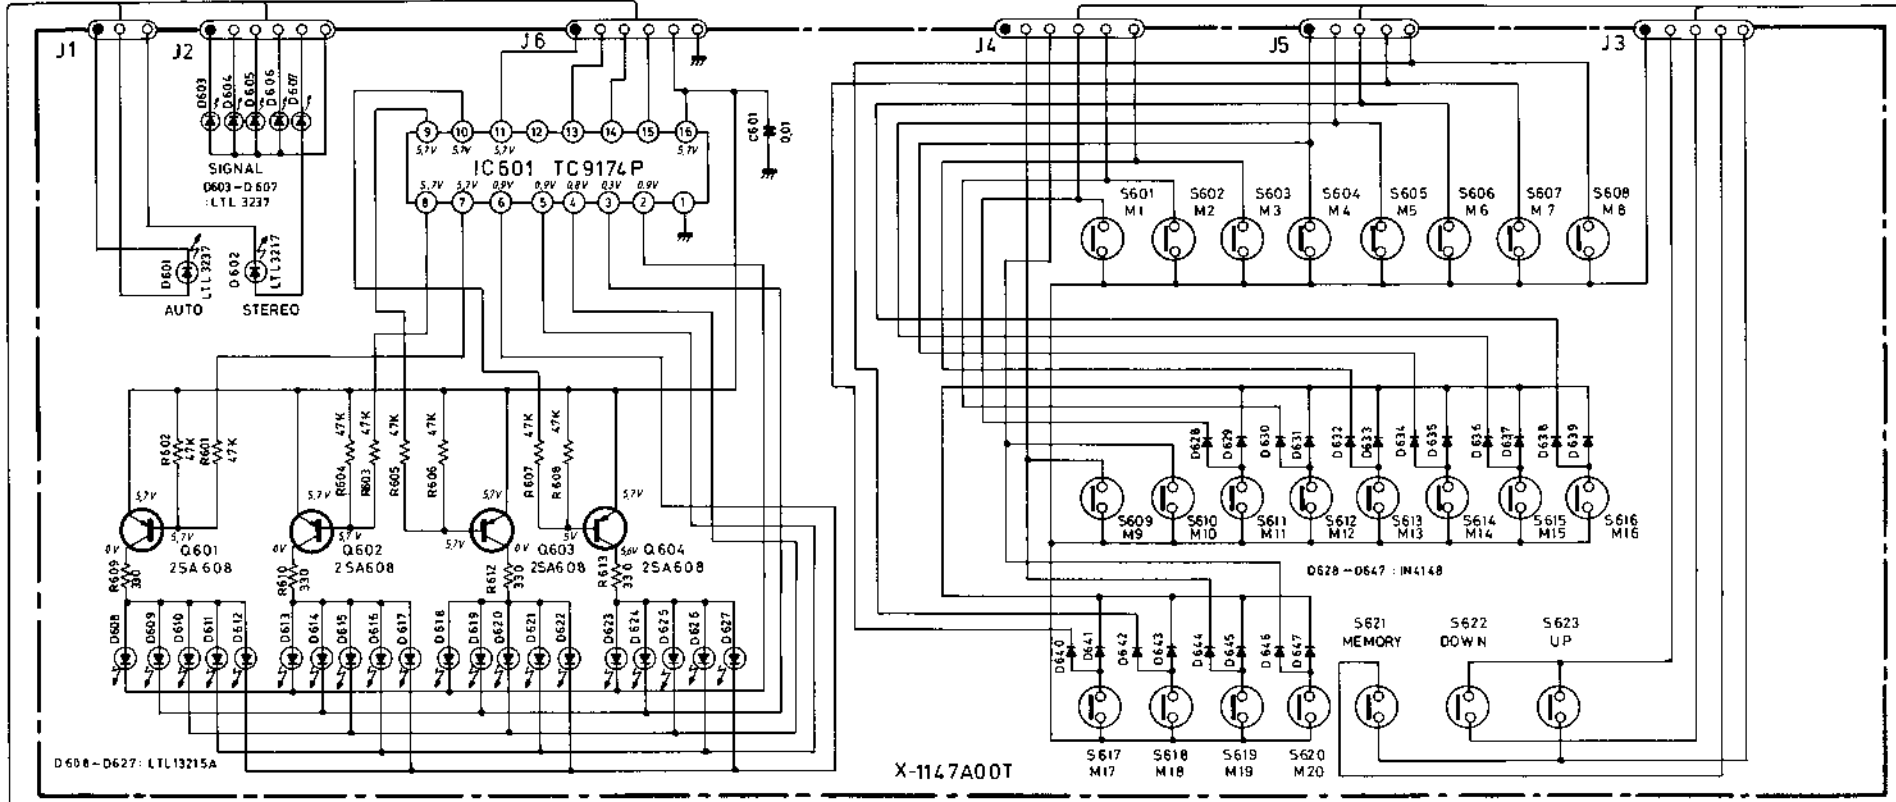 J1
J2
J6
J4
J5
J3
D603
D604
D605
D606
D607
SIGNAL
D603-D607
:LTL 3237
D601
LTL 3237
AUTO
D602
LTL 3217
STEREO
9 10 11 12 13 14 15 16
5,7V 5,7V 5,7V 5,7V
IC601 TC9174P
5,7V 5,7V 0,9V 0,9V 0,8V 0,3V 0,9V
8 7 6 5 4 3 2 1
C601
0,01
S601 M1
S602 M2
S603 M3
S604 M4
S605 M5
S606 M6
S607 M7
S608 M8
R602 47K
R601 47K
R604 47K
R603 47K
R605 47K
R606 47K
R607 47K
R608 47K
5,7V
5,7V
5,7V
5,7V
5,7V
5,7V
5,7V
5V
0V
0V
0V
5,6V
Q601
2SA608
Q602
2SA608
Q603
2SA608
Q604
2SA608
R609 330
R610 330
R612 330
R613 330
D608
D609
D610
D611
D612
D613
D614
D615
D616
D617
D618
D619
D620
D621
D622
D623
D624
D625
D626
D627
D608-D627: LTL13215A
D628
D629
D630
D631
D632
D633
D634
D635
D636
D637
D638
D639
S609 M9
S610 M10
S611 M11
S612 M12
S613 M13
S614 M14
S615 M15
S616 M16
D628-D647 : IN4148
D640
D641
D642
D643
D644
D645
D646
D647
S621
MEMORY
S622
DOWN
S623
UP
S617 M17
S618 M18
S619 M19
S620 M20
X-1147A00T